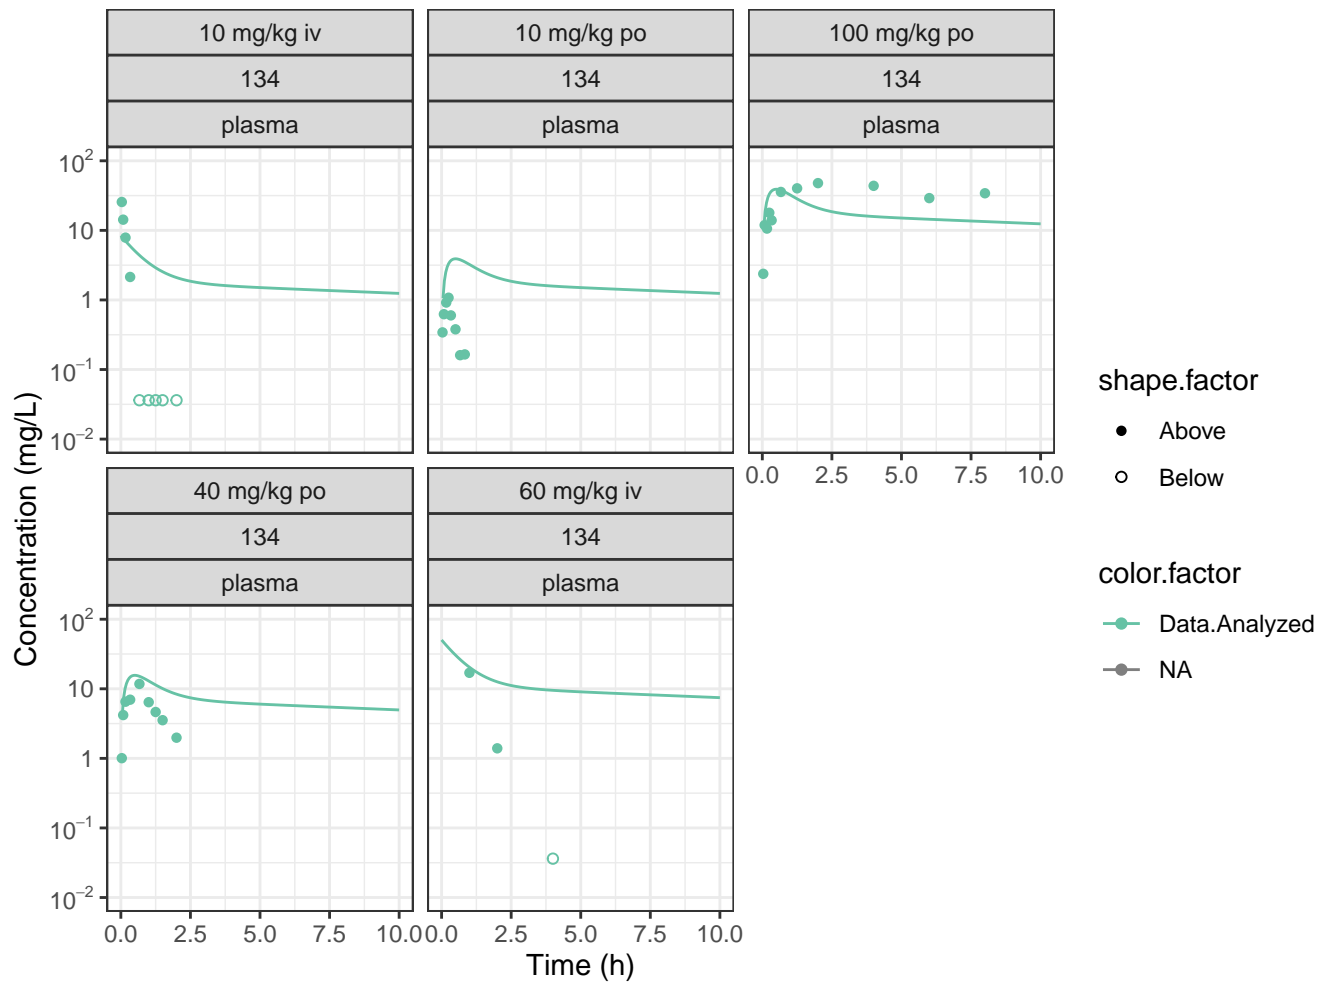 10 mg/kg iv
134
plasma
10 mg/kg po
134
plasma
100 mg/kg po
134
plasma
10²
10
1
10⁻¹
10⁻²
0.0 2.5 5.0 7.5 10.0
40 mg/kg po
134
plasma
60 mg/kg iv
134
plasma
10²
10
1
10⁻¹
10⁻²
0.0 2.5 5.0 7.5 10.0
0.0 2.5 5.0 7.5 10.0
Time (h)
Concentration (mg/L)
shape.factor
Above
Below
color.factor
Data.Analyzed
NA